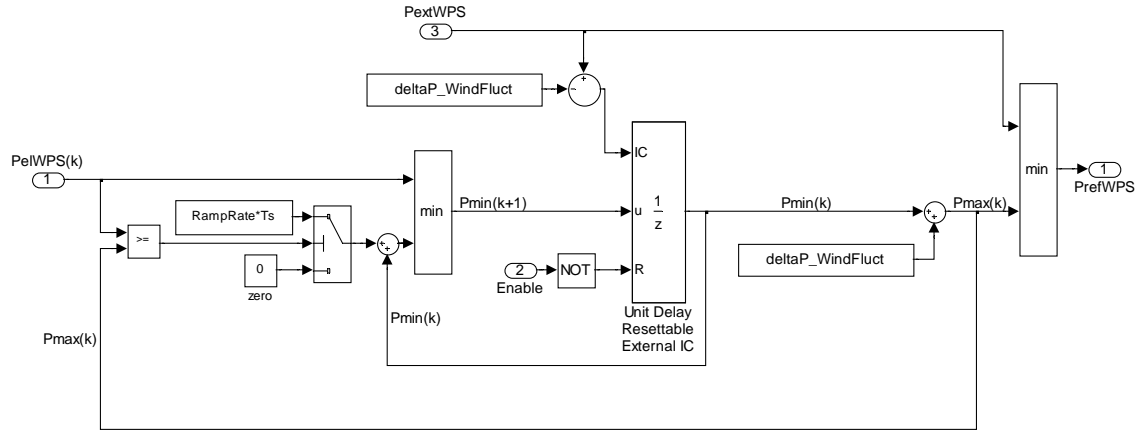 PextWPS
3
deltaP_WindFluct
+
-
PelWPS(k)
1
IC
min
min
1
PrefWPS
Pmin(k+1)
u
1
z
Pmin(k)
+
+
Pmax(k)
RampRate*Ts
>=
+
+
deltaP_WindFluct
0
zero
2
Enable
NOT
R
Unit Delay
Resettable
External IC
Pmin(k)
Pmax(k)